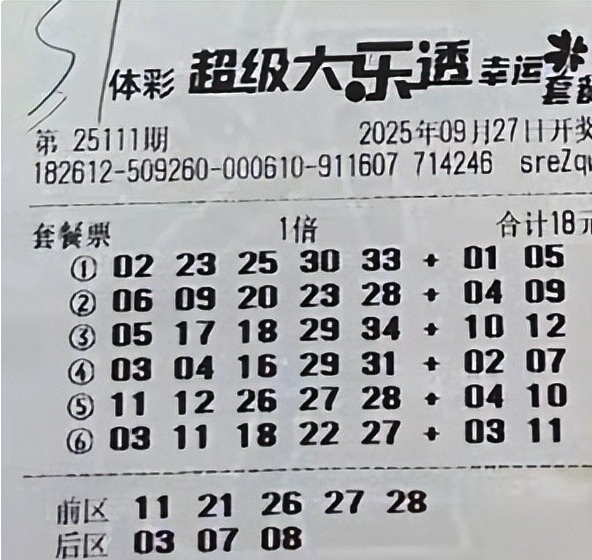 体彩 超级大乐透 幸运 套餐
第 25111期 2025年09月27日开奖
182612-509260-000610-911607 714246 sreZq
套餐票 1倍 合计18元
① 02 23 25 30 33 + 01 05
② 06 09 20 23 28 + 04 09
③ 05 17 18 29 34 + 10 12
④ 03 04 16 29 31 + 02 07
⑤ 11 12 26 27 28 + 04 10
⑥ 03 11 18 22 27 + 03 11
前区 11 21 26 27 28
后区 03 07 08